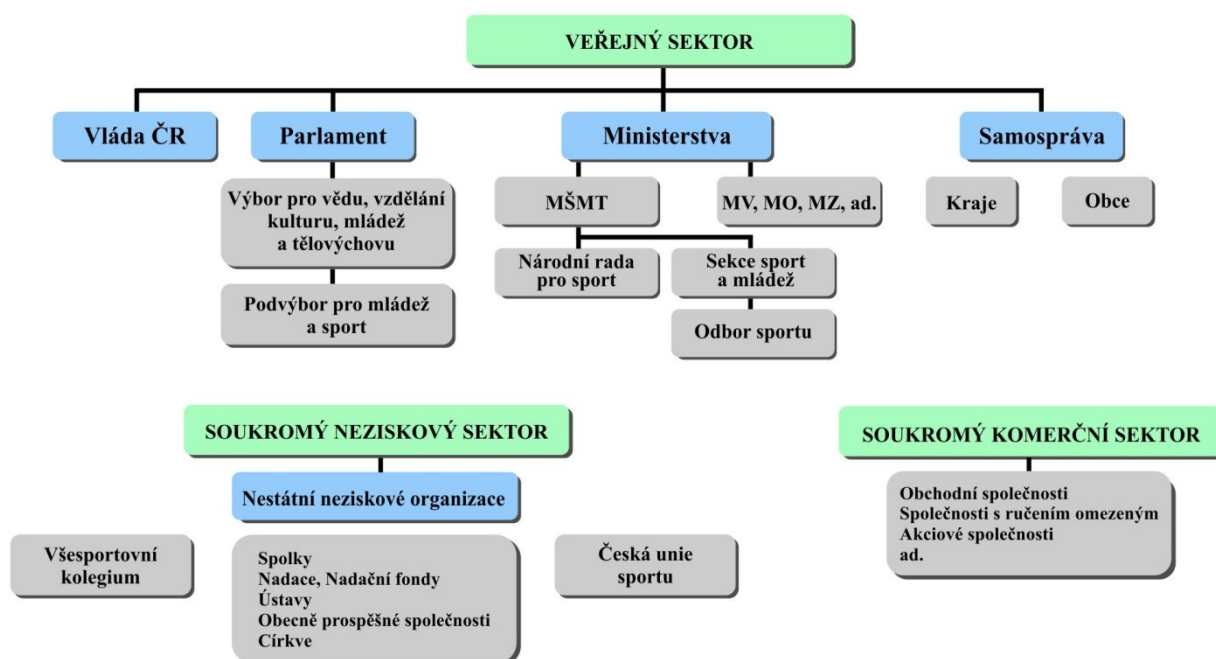 VEŘEJNÝ SEKTOR
Vláda ČR
Parlament
Ministerstva
Samospráva
Výbor pro vědu, vzdělání
kulturu, mládež
a tělovýchovu
MŠMT
MV, MO, MZ, ad.
Kraje
Obce
Národní rada
pro sport
Sekce sport
a mládež
Podvýbor pro mládež
a sport
Odbor sportu
SOUKROMÝ NEZISKOVÝ SEKTOR
Nestátní neziskové organizace
Všesportovní
kolegium
Spolky
Nadace, Nadační fondy
Ústavy
Obecně prospěšné společnosti
Církve
Česká unie
sportu
SOUKROMÝ KOMERČNÍ SEKTOR
Obchodní společnosti
Společnosti s ručením omezeným
Akciové společnosti
ad.